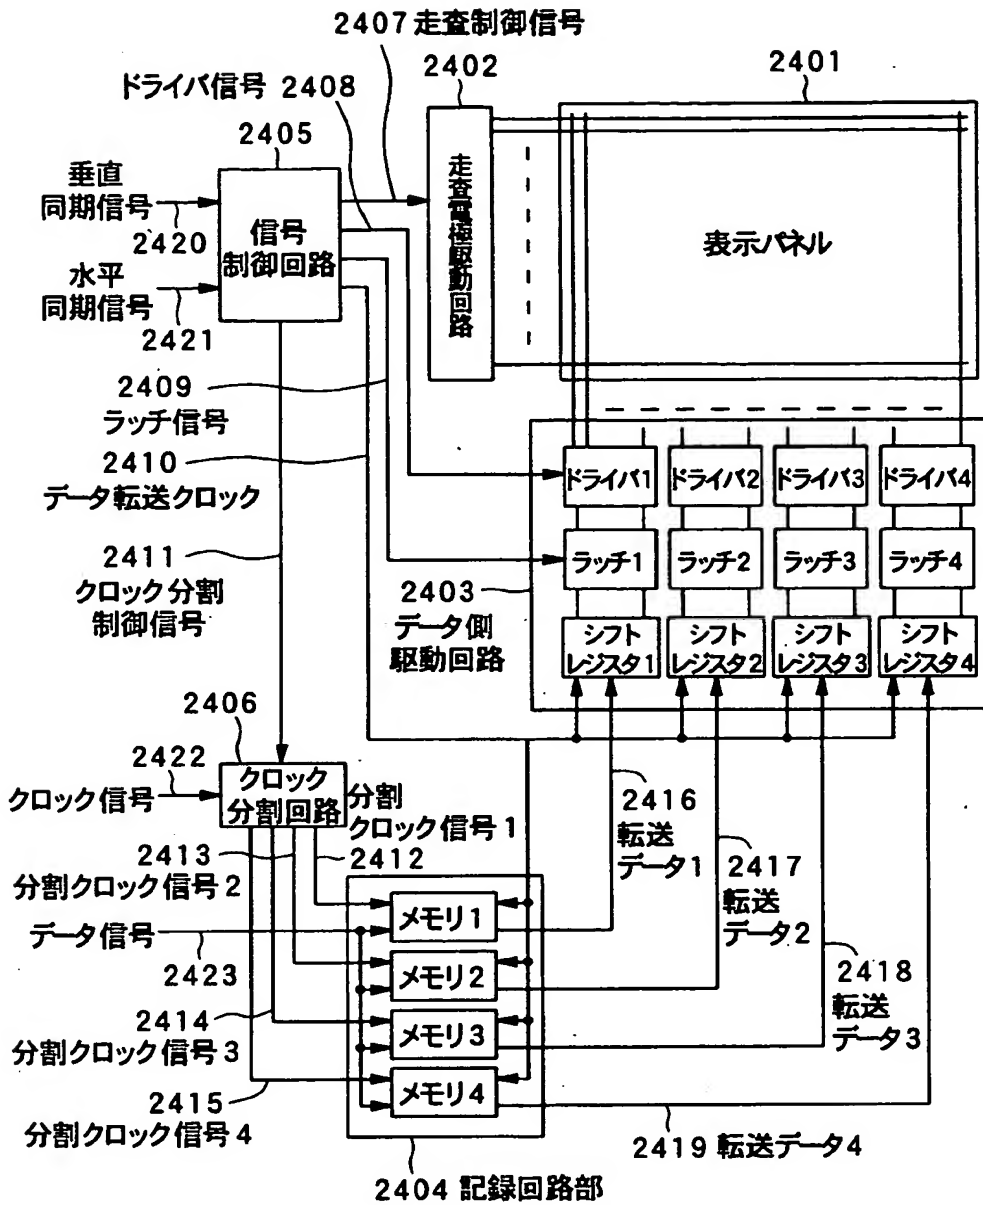 2407 走査制御信号
2402
2401
ドライバ信号 2408
2405
垂直
同期信号
2420
信号
制御回路
走査電極駆動回路
表示パネル
水平
同期信号
2421
2409
ラッチ信号
2410
データ転送クロック
ドライバ1
ドライバ2
ドライバ3
ドライバ4
2411
クロック分割
制御信号
ラッチ1
ラッチ2
ラッチ3
ラッチ4
2403
データ側
駆動回路
シフト
レジスタ1
シフト
レジスタ2
シフト
レジスタ3
シフト
レジスタ4
2406
2422
クロック信号
クロック
分割回路
分割
クロック信号1
2412
2413
分割クロック信号2
2416
転送
データ1
2417
転送
データ2
2418
転送
データ3
データ信号
2423
メモリ1
メモリ2
メモリ3
メモリ4
2414
分割クロック信号3
2415
分割クロック信号4
2419 転送データ4
2404 記録回路部